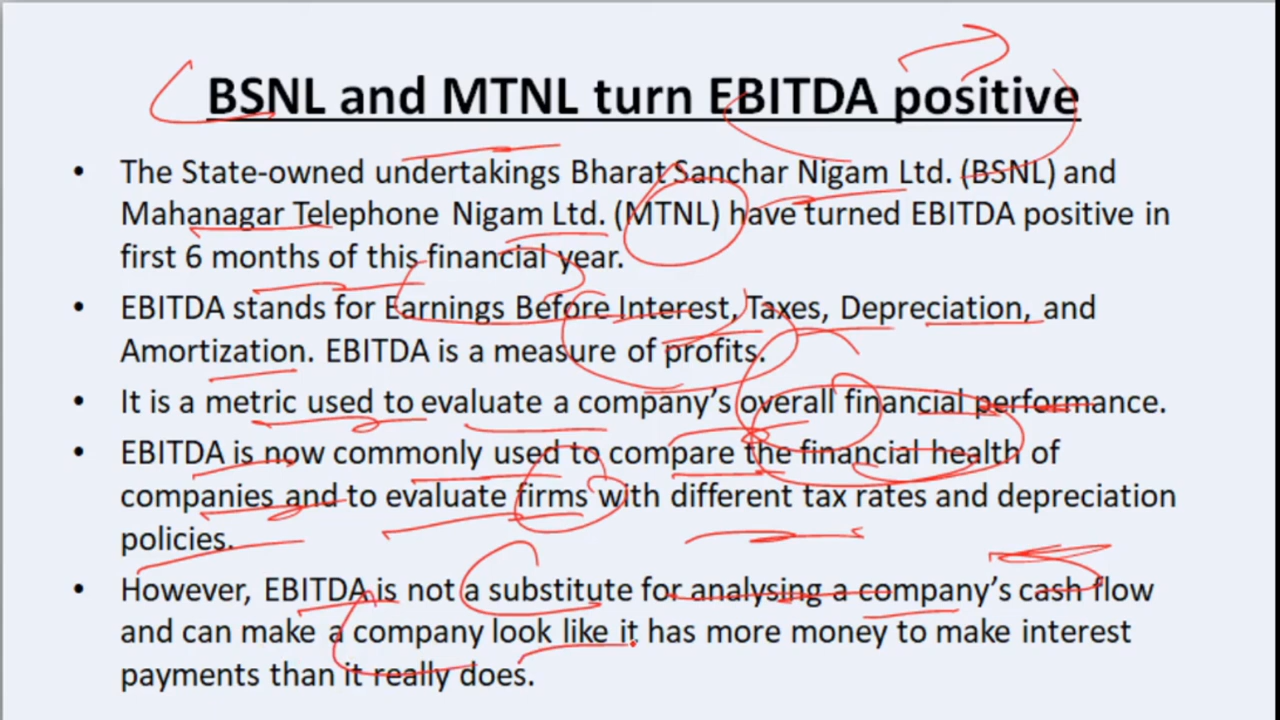 BSNL and MTNL turn EBITDA positive
• The State-owned undertakings Bharat Sanchar Nigam Ltd. (BSNL) and
Mahanagar Telephone Nigam Ltd. (MTNL) have turned EBITDA positive in
first 6 months of this financial year.
• EBITDA stands for Earnings Before Interest, Taxes, Depreciation, and
Amortization. EBITDA is a measure of profits.
• It is a metric used to evaluate a company’s overall financial performance.
• EBITDA is now commonly used to compare the financial health of
companies and to evaluate firms with different tax rates and depreciation
policies.
• However, EBITDA is not a substitute for analysing a company’s cash flow
and can make a company look like it has more money to make interest
payments than it really does.